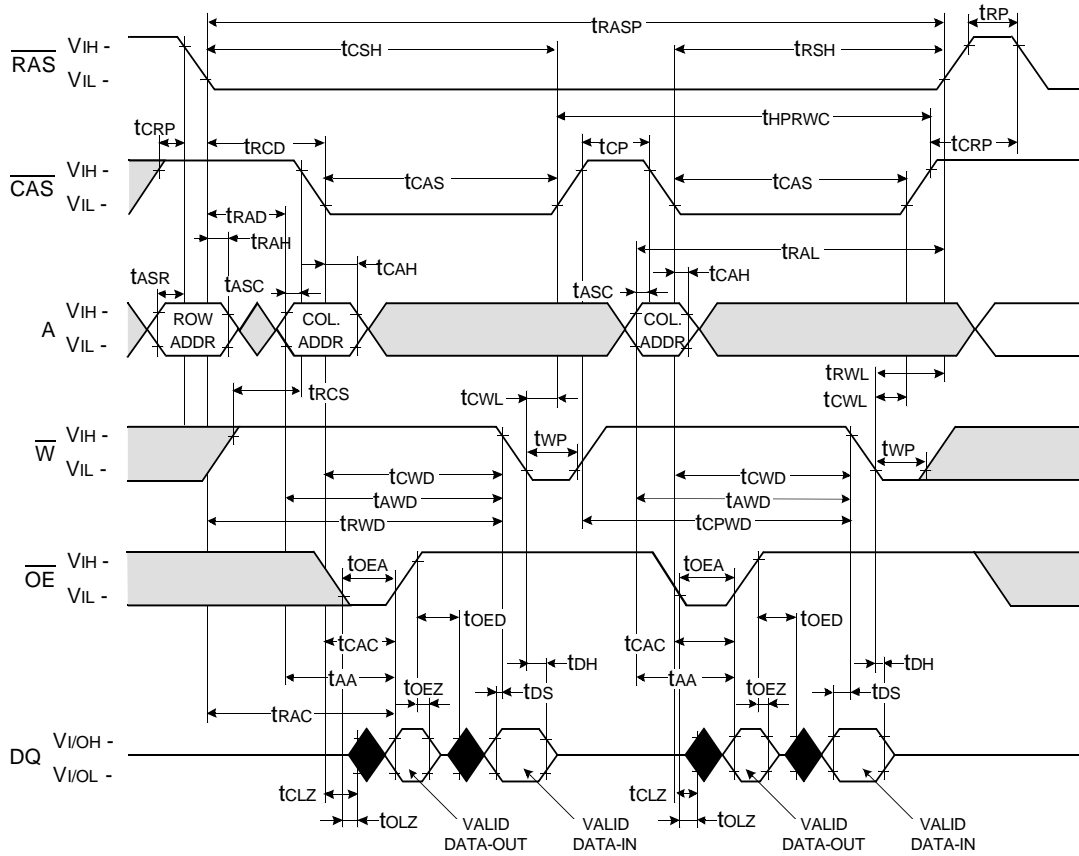 tRASP
tRP
VIH -
RAS
VIL -
tCSH
tRSH
tHPRWC
tCRP
tRCD
tCP
tCRP
VIH -
CAS
VIL -
tCAS
tCAS
tRAD
tRAH
tRAL
tASR
tASC
tCAH
tASC
tCAH
VIH -
A
VIL -
ROW
ADDR
COL.
ADDR
COL.
ADDR
tRCS
tCWL
tRWL
tCWL
VIH -
W
VIL -
tWP
tWP
tCWD
tCWD
tAWD
tAWD
tRWD
tCPWD
VIH -
OE
VIL -
tOEA
tOEA
tOED
tOED
tCAC
tCAC
tDH
tDH
tAA
tOEZ
tDS
tAA
tOEZ
tDS
tRAC
VI/OH -
DQ
VI/OL -
tCLZ
tCLZ
tOLZ
tOLZ
VALID
DATA-OUT
VALID
DATA-IN
VALID
DATA-OUT
VALID
DATA-IN